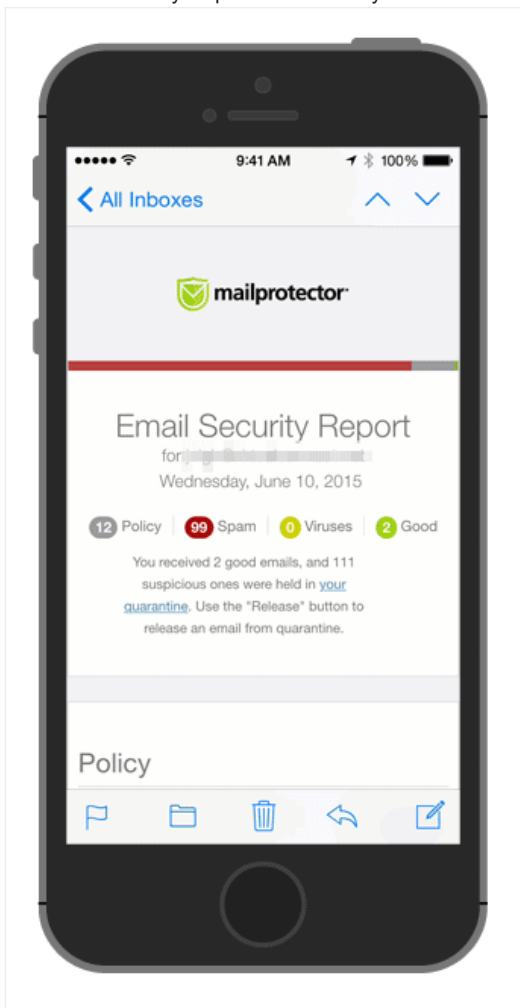 9:41 AM 100%
All Inboxes
mailprotector
Email Security Report
for
Wednesday, June 10, 2015
12 Policy 99 Spam 0 Viruses 2 Good
You received 2 good emails, and 111
suspicious ones were held in your
quarantine. Use the "Release" button to
release an email from quarantine.
Policy